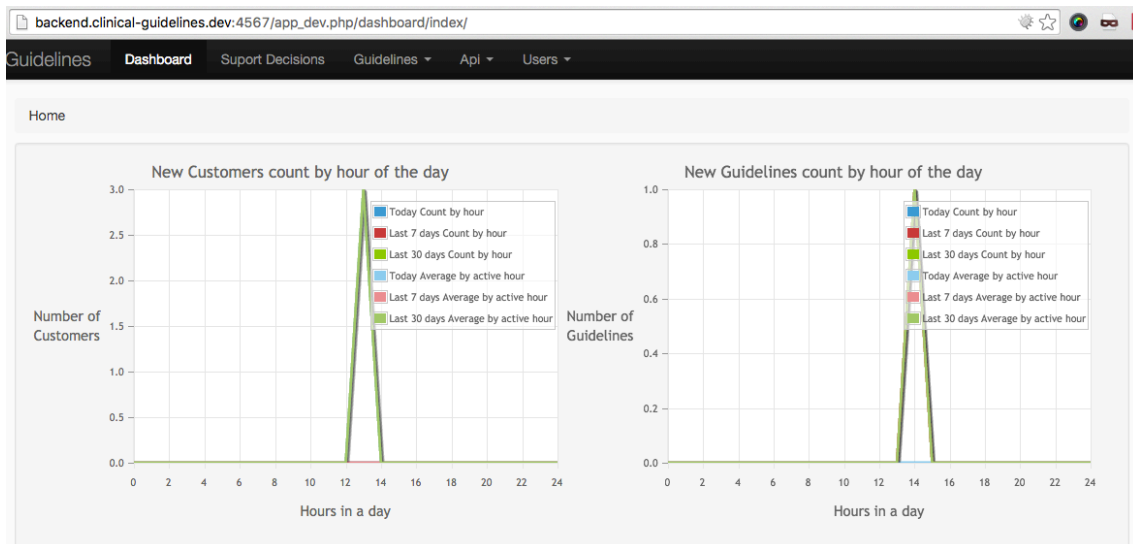 backend.clinical-guidelines.dev:4567/app_dev.php/dashboard/index/
Guidelines Dashboard Suport Decisions Guidelines Api Users
Home
New Customers count by hour of the day
3.0
2.5
2.0
1.5
1.0
0.5
0.0
Number of
Customers
Today Count by hour
Last 7 days Count by hour
Last 30 days Count by hour
Today Average by active hour
Last 7 days Average by active hour
Last 30 days Average by active hour
0 2 4 6 8 10 12 14 16 18 20 22 24
Hours in a day
New Guidelines count by hour of the day
1.0
0.8
0.6
0.4
0.2
0.0
Number of
Guidelines
Today Count by hour
Last 7 days Count by hour
Last 30 days Count by hour
Today Average by active hour
Last 7 days Average by active hour
Last 30 days Average by active hour
0 2 4 6 8 10 12 14 16 18 20 22 24
Hours in a day